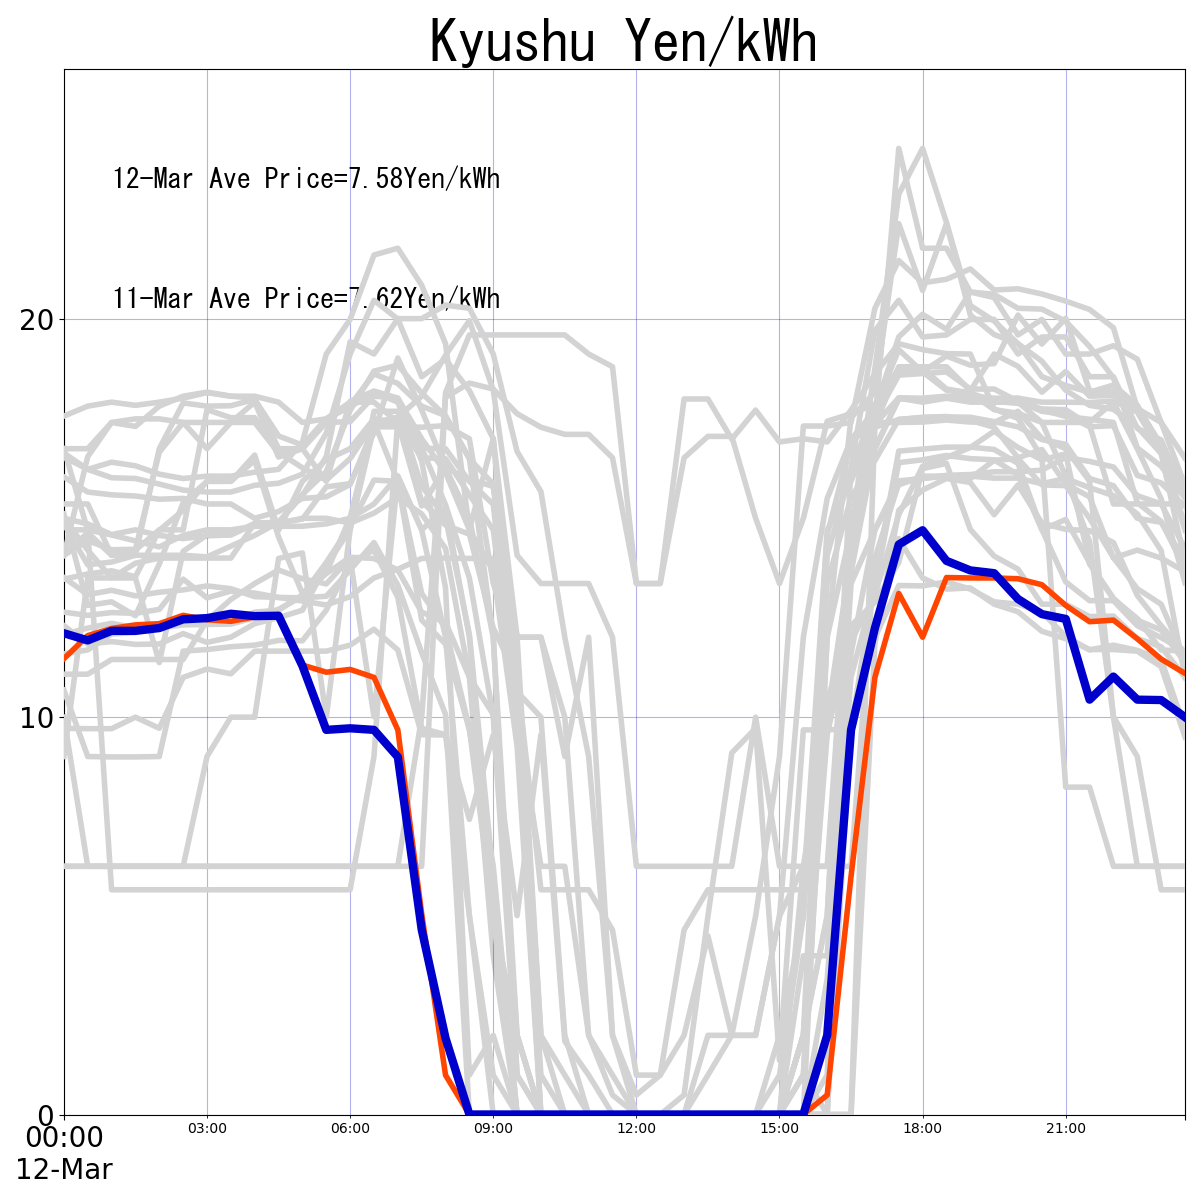 Kyushu Yen/kWh
12-Mar Ave Price=7.58Yen/kWh
11-Mar Ave Price=7.62Yen/kWh
20
10
0
00:00 03:00 06:00 09:00 12:00 15:00 18:00 21:00
12-Mar